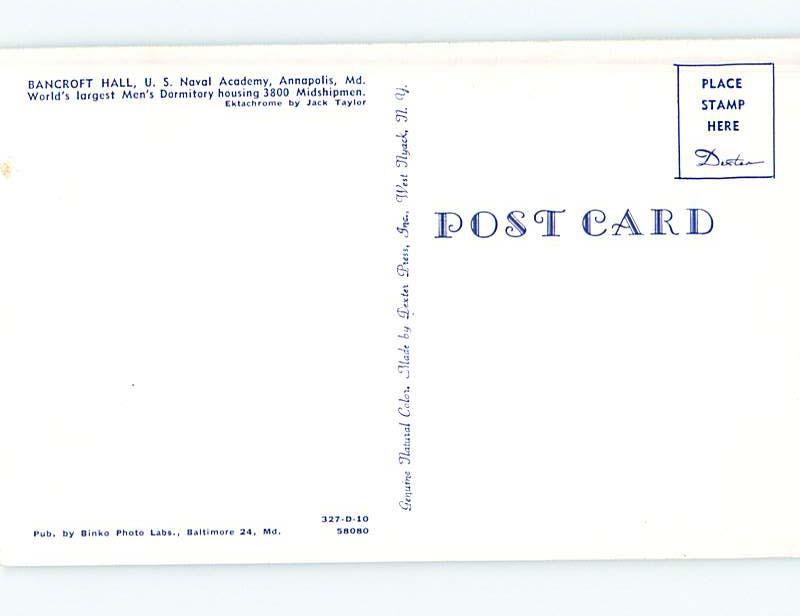 BANCROFT HALL, U. S. Naval Academy, Annapolis, Md.
World's largest Men's Dormitory housing 3800 Midshipmen.
Ektachrome by Jack Taylor
Genuine Natural Color. Made by Dexter Press, Inc., West Nyack, N. Y.
PLACE
STAMP
HERE
Dexter
POST CARD
327-D-10
Pub. by Binko Photo Labs., Baltimore 24, Md.
58080